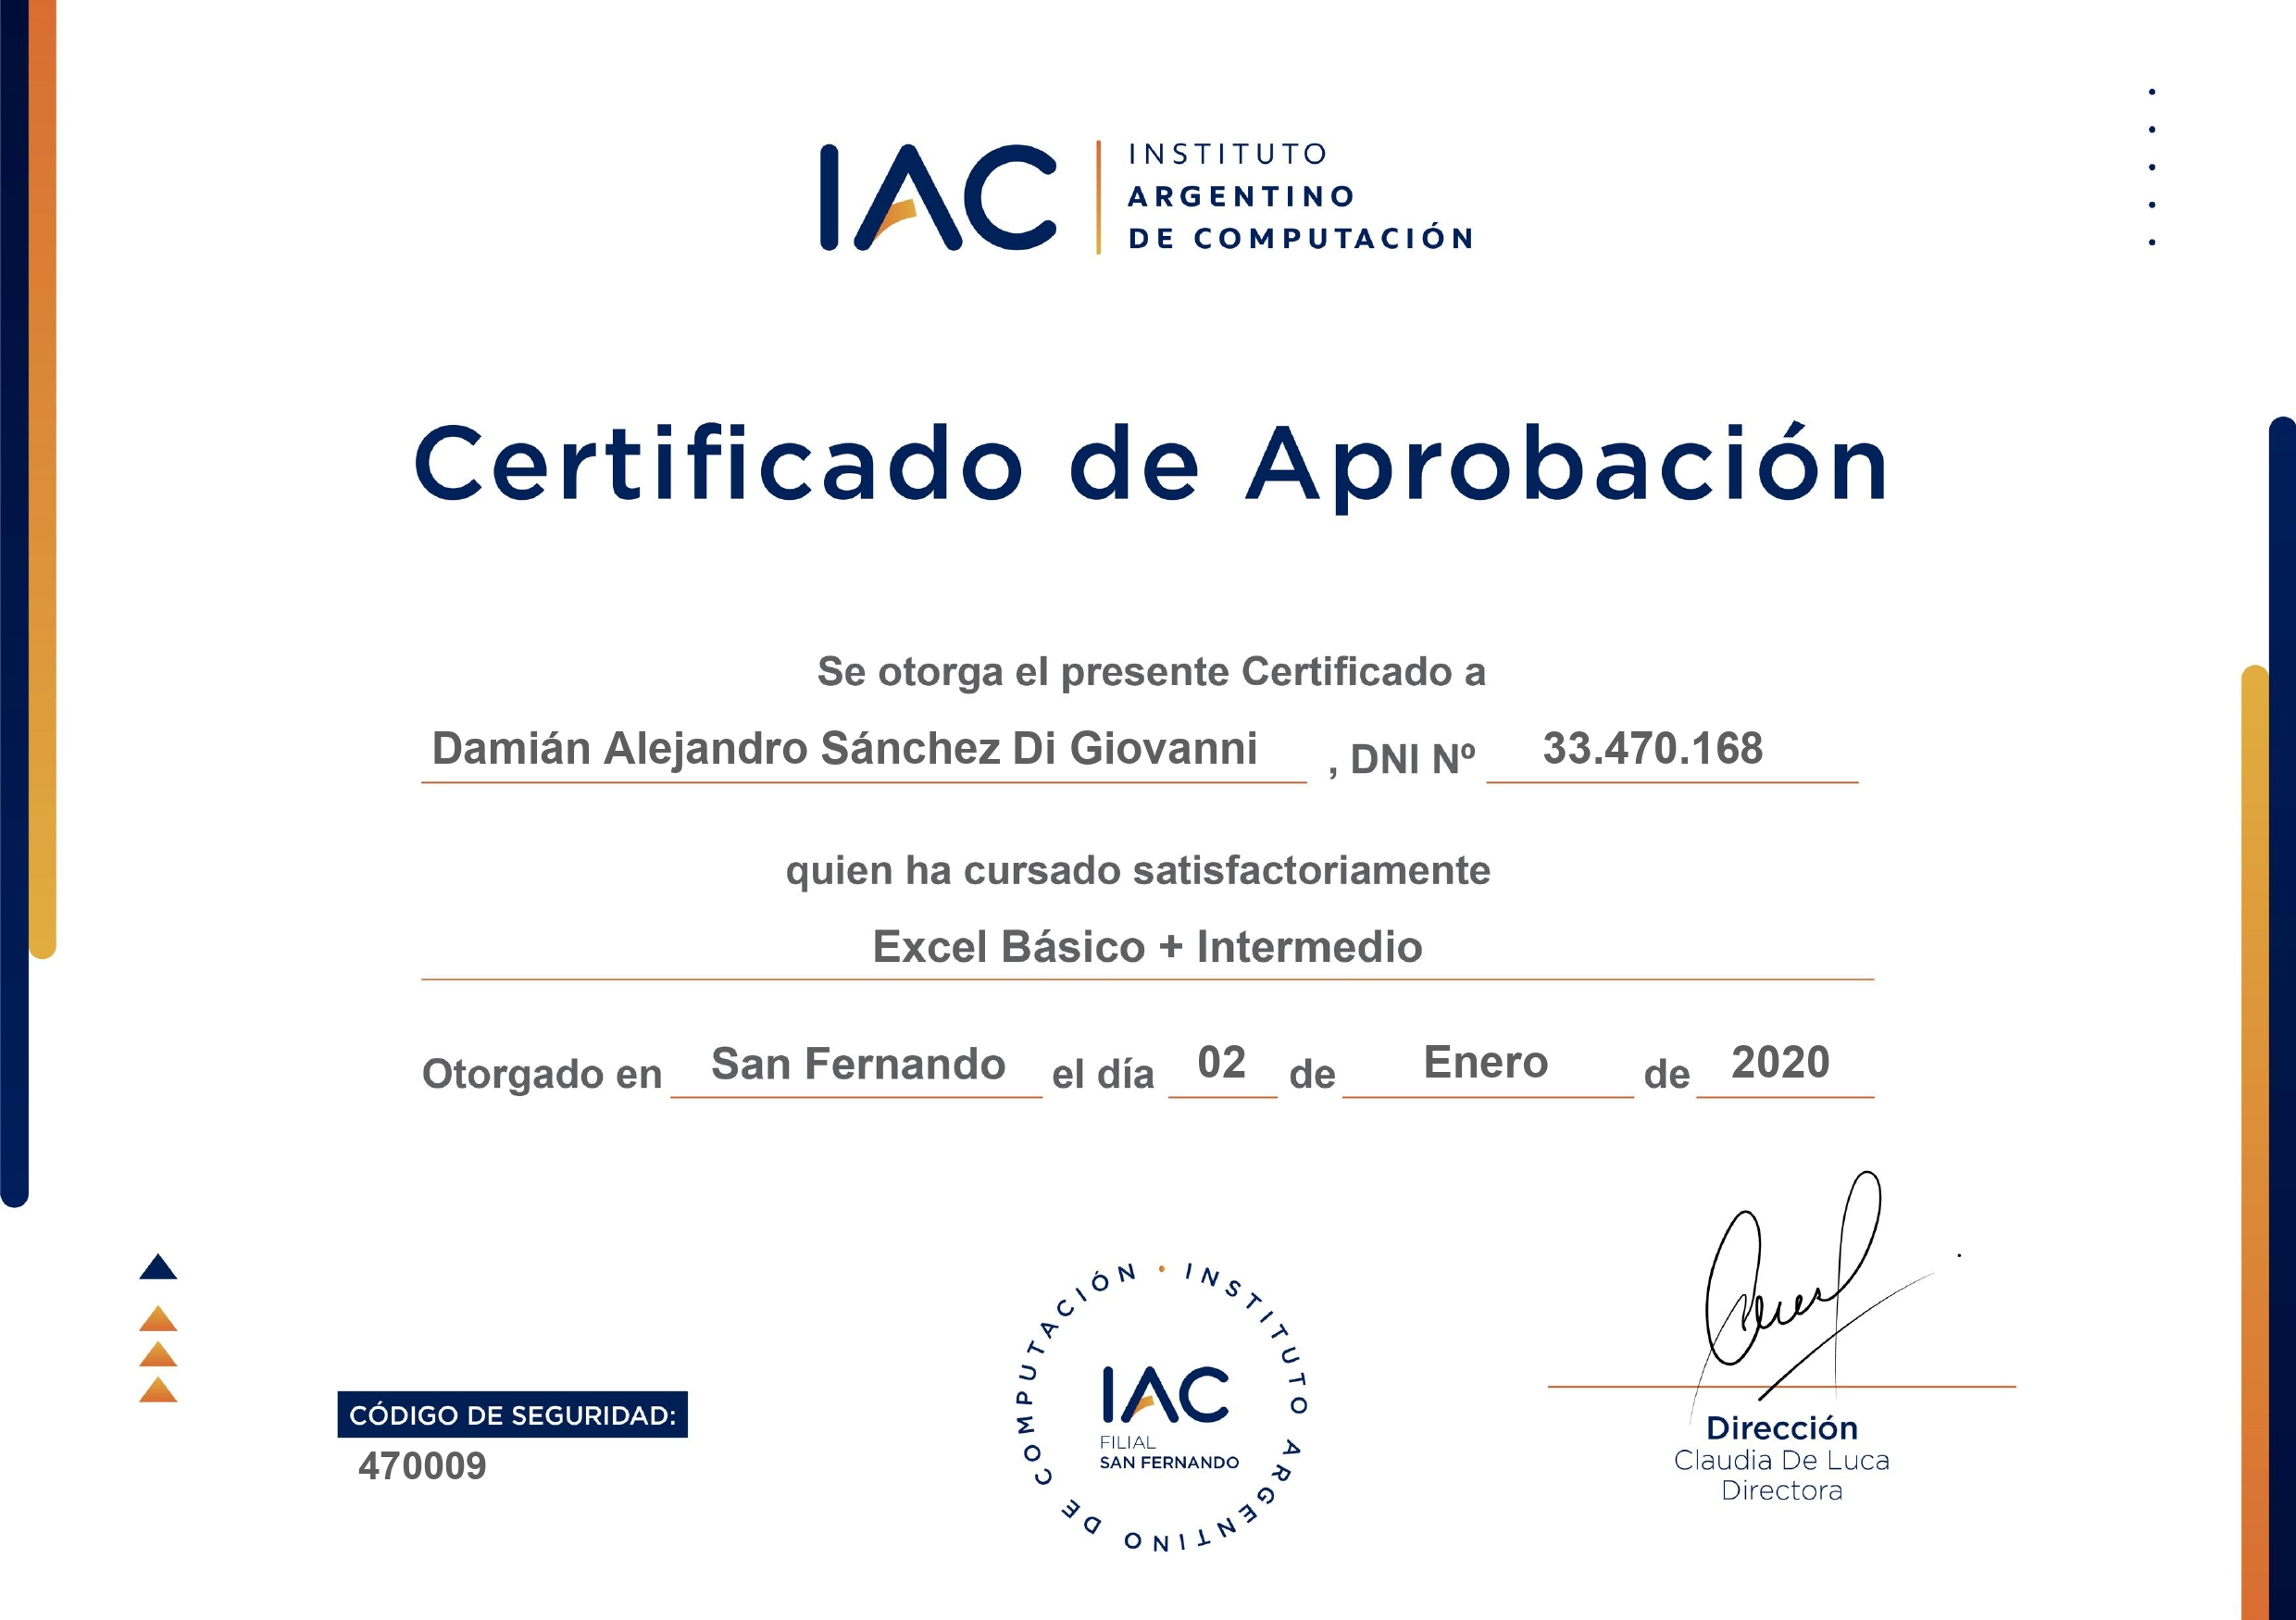 IAC
INSTITUTO
ARGENTINO
DE COMPUTACIÓN
Certificado de Aprobación
Se otorga el presente Certificado a
Damián Alejandro Sánchez Di Giovanni , DNI Nº 33.470.168
quien ha cursado satisfactoriamente
Excel Básico + Intermedio
Otorgado en San Fernando el día 02 de Enero de 2020
CÓDIGO DE SEGURIDAD:
470009
INSTITUTO ARGENTINO DE COMPUTACIÓN
IAC
FILIAL
SAN FERNANDO
Dirección
Claudia De Luca
Directora